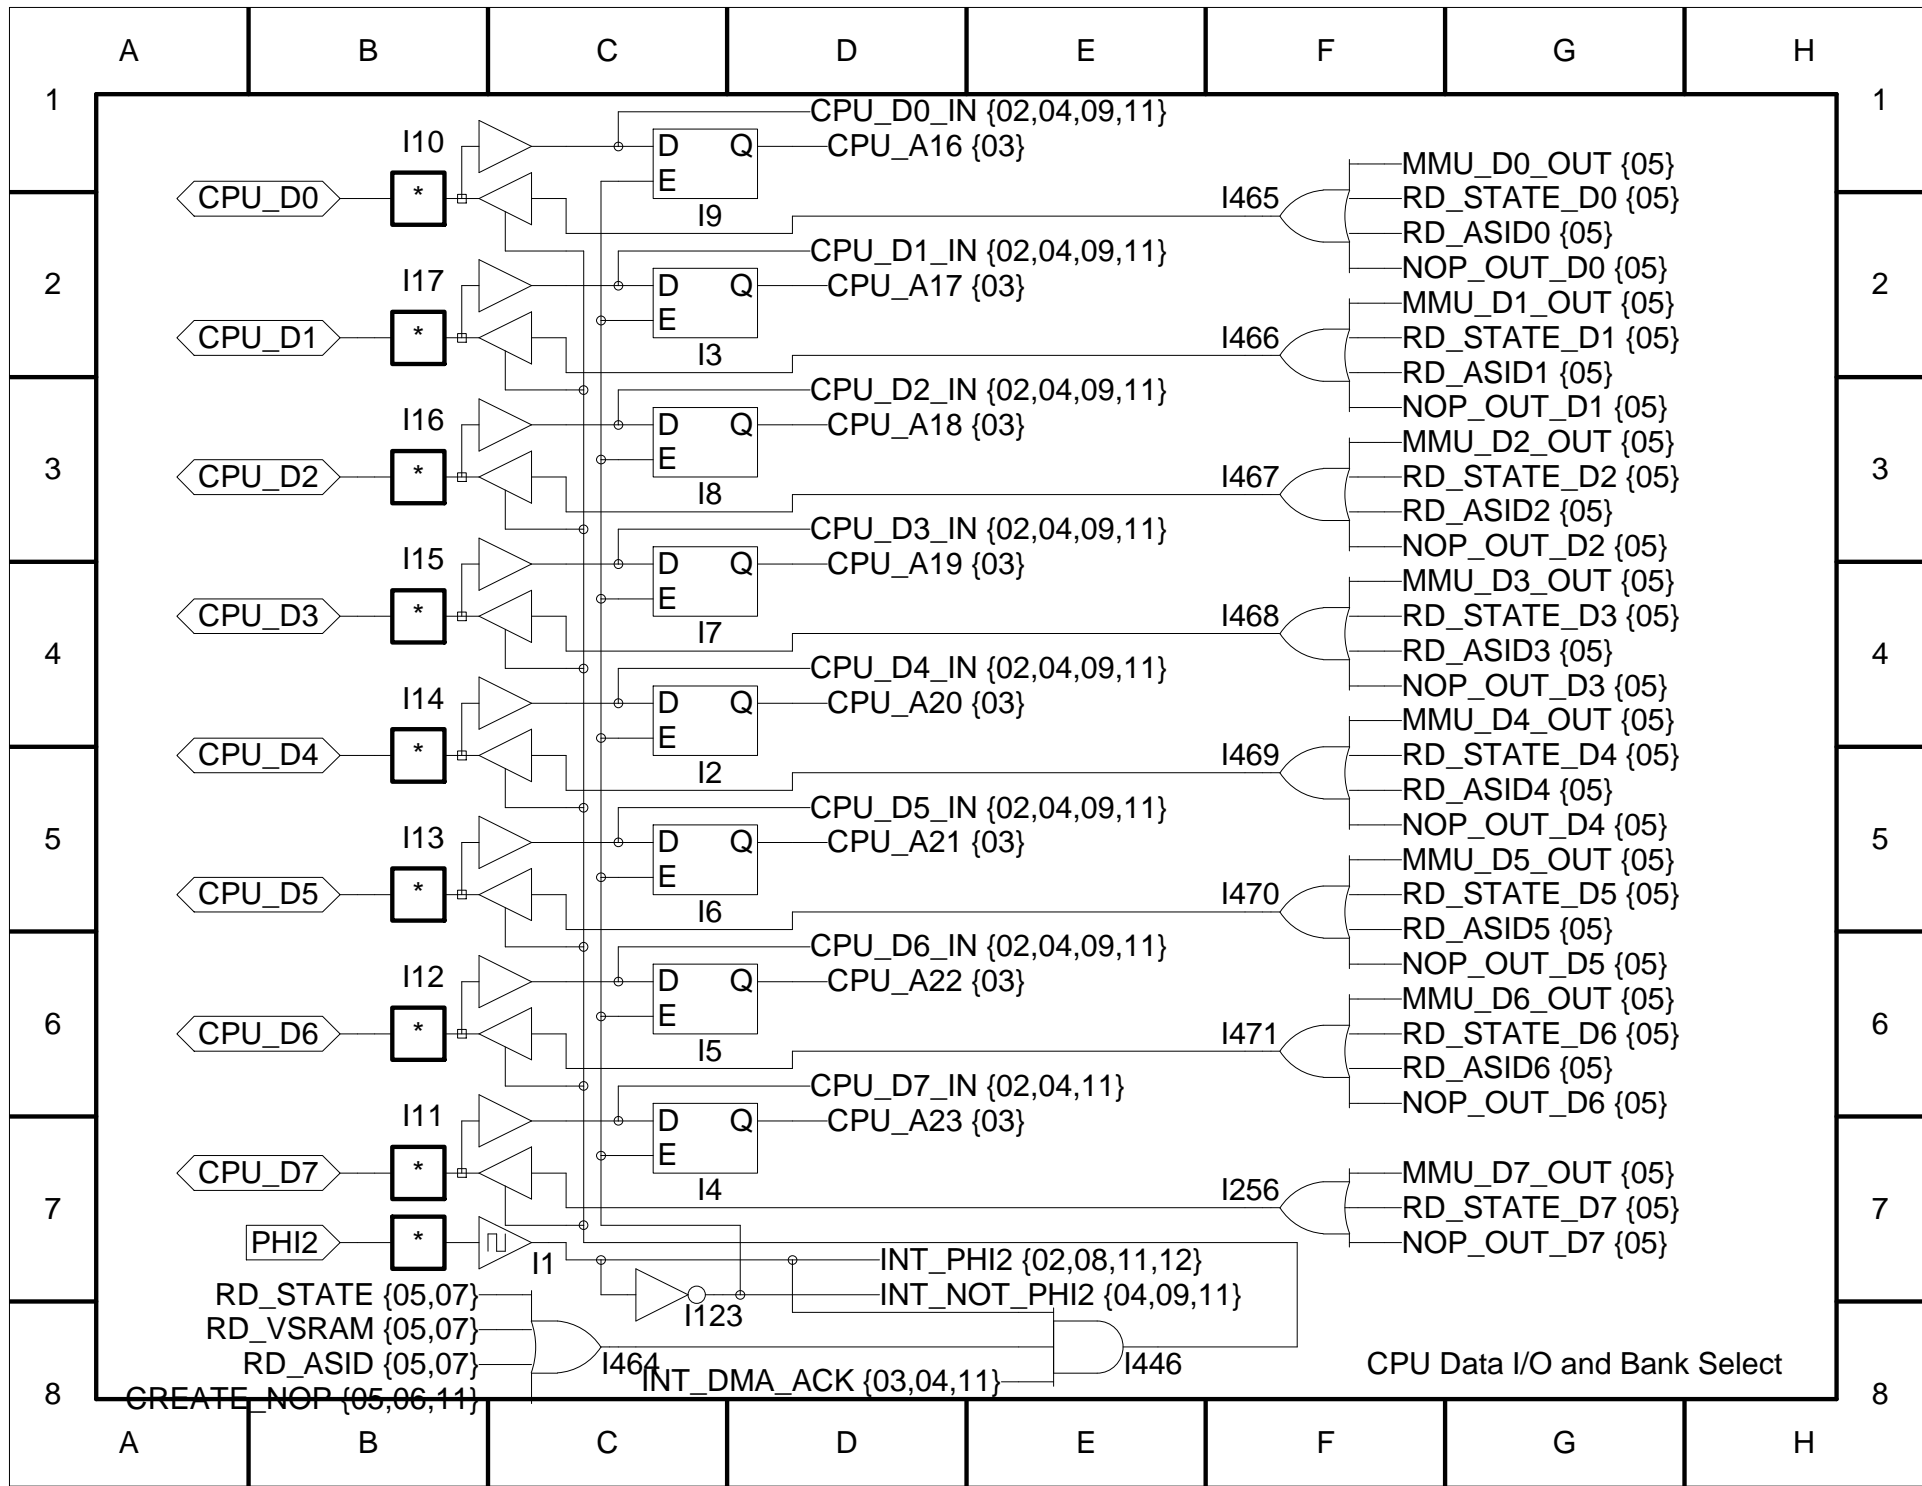 A B C D E F G H
1 1
CPU_D0_IN {02,04,09,11}
I10 D Q CPU_A16 {03}
MMU_D0_OUT {05}
E
CPU_D0 * I465 RD_STATE_D0 {05}
I9
RD_ASID0 {05}
CPU_D1_IN {02,04,09,11}
NOP_OUT_D0 {05}
2 I17 D Q CPU_A17 {03} 2
MMU_D1_OUT {05}
E
CPU_D1 * I466 RD_STATE_D1 {05}
I3
RD_ASID1 {05}
CPU_D2_IN {02,04,09,11}
NOP_OUT_D1 {05}
I16 D Q CPU_A18 {03}
MMU_D2_OUT {05}
E
3 CPU_D2 * I467 RD_STATE_D2 {05} 3
I8
RD_ASID2 {05}
CPU_D3_IN {02,04,09,11}
NOP_OUT_D2 {05}
I15 D Q CPU_A19 {03}
MMU_D3_OUT {05}
E
CPU_D3 * I468 RD_STATE_D3 {05}
I7
4 RD_ASID3 {05} 4
CPU_D4_IN {02,04,09,11}
NOP_OUT_D3 {05}
I14 D Q CPU_A20 {03}
MMU_D4_OUT {05}
E
CPU_D4 * I469 RD_STATE_D4 {05}
I2
RD_ASID4 {05}
CPU_D5_IN {02,04,09,11}
NOP_OUT_D4 {05}
5 I13 D Q CPU_A21 {03} 5
MMU_D5_OUT {05}
E
CPU_D5 * I470 RD_STATE_D5 {05}
I6
RD_ASID5 {05}
CPU_D6_IN {02,04,09,11}
NOP_OUT_D5 {05}
I12 D Q CPU_A22 {03}
MMU_D6_OUT {05}
E
6 CPU_D6 * I471 RD_STATE_D6 {05} 6
I5
RD_ASID6 {05}
CPU_D7_IN {02,04,11}
NOP_OUT_D6 {05}
I11 D Q CPU_A23 {03}
E
CPU_D7 * MMU_D7_OUT {05}
I4 I256
7 RD_STATE_D7 {05} 7
PHI2 * NOP_OUT_D7 {05}
I1 INT_PHI2 {02,08,11,12}
RD_STATE {05,07} INT_NOT_PHI2 {04,09,11}
I123
RD_VSRAM {05,07}
RD_ASID {05,07} I464 I446 CPU Data I/O and Bank Select
INT_DMA_ACK {03,04,11}
8 CREATE_NOP {05,06,11} 8
A B C D E F G H